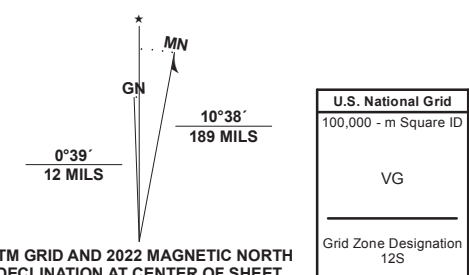 ★
MN
GN
10°38´
189 MILS
0°39´
12 MILS
TM GRID AND 2022 MAGNETIC NORTH
DECLINATION AT CENTER OF SHEET
U.S. National Grid
100,000 - m Square ID
VG
Grid Zone Designation
12S